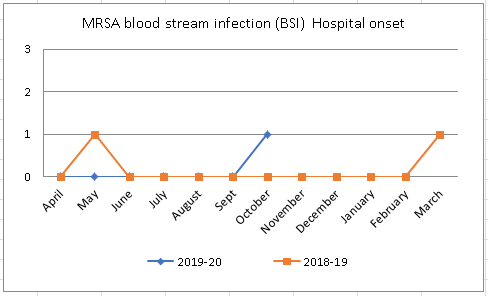 MRSA blood stream infection (BSI)  Hospital onset
3
2
1
0
April
May
June
July
August
Sept
October
November
December
January
February
March
2019-20
2018-19